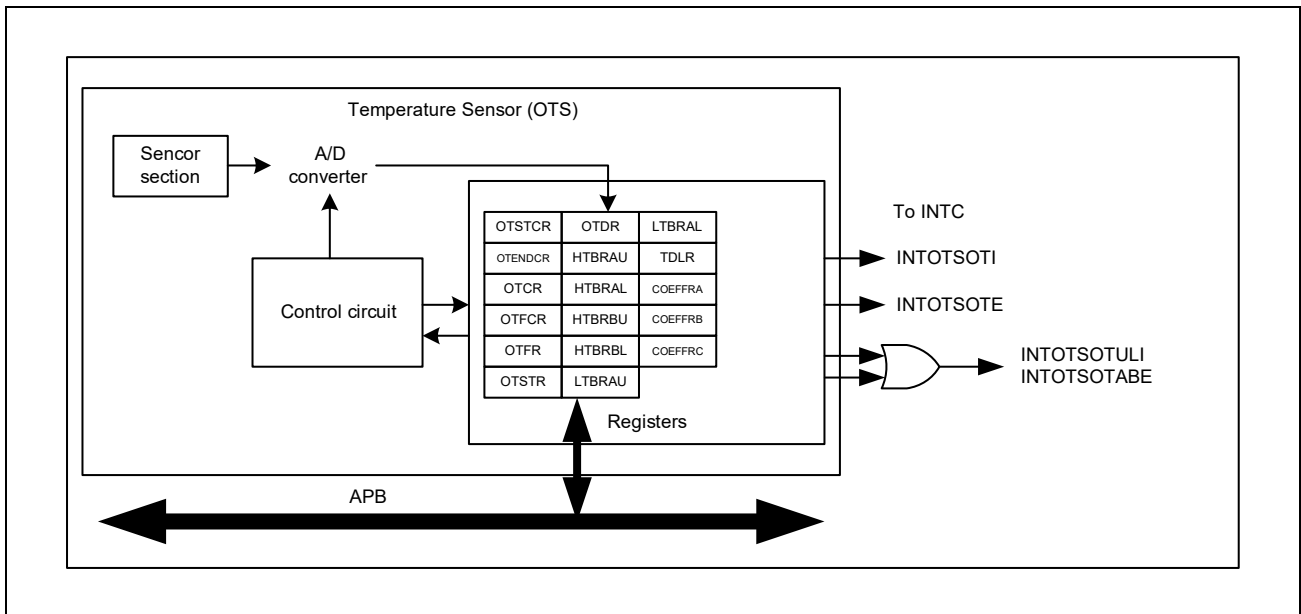 Temperature Sensor (OTS)
Sencor
section
A/D
converter
Control circuit
OTSTCR OTDR LTBRAL
OTENDCR HTBRAU TDLR
OTCR HTBRAL COEFFRA
OTFCR HTBRBU COEFFRB
OTFR HTBRBL COEFFRC
OTSTR LTBRAU
Registers
APB
To INTC
INTOTSOTI
INTOTSOTE
INTOTSOTULI
INTOTSOTABE